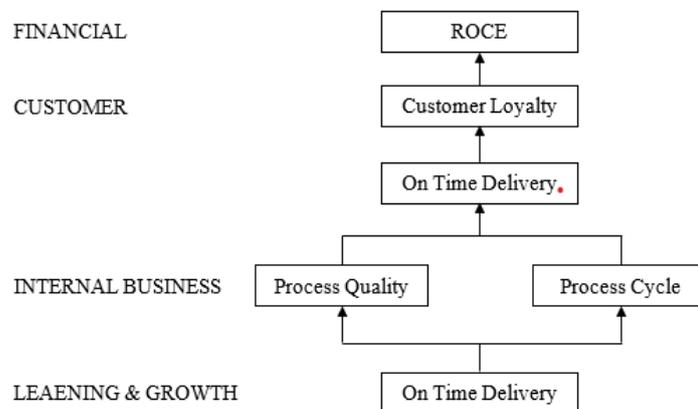 FINANCIAL ROCE
CUSTOMER Customer Loyalty
On Time Delivery.
INTERNAL BUSINESS Process Quality Process Cycle
LEAENING & GROWTH On Time Delivery